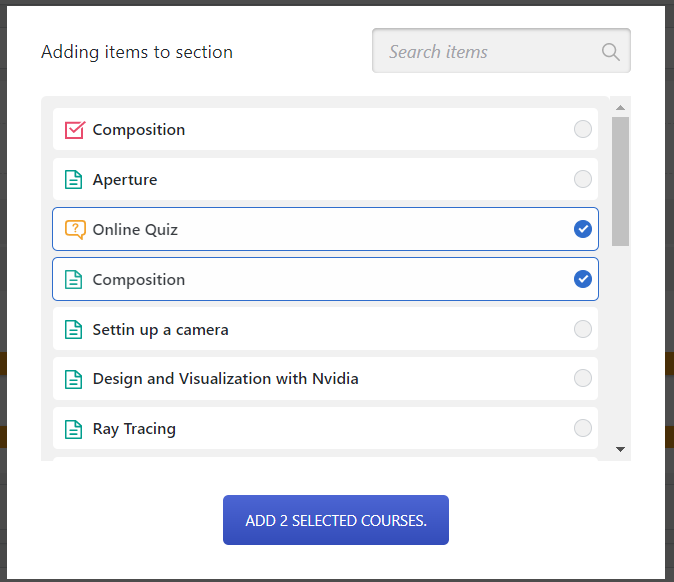 Adding items to section
Search items
Composition
Aperture
Online Quiz
Composition
Settin up a camera
Design and Visualization with Nvidia
Ray Tracing
ADD 2 SELECTED COURSES.